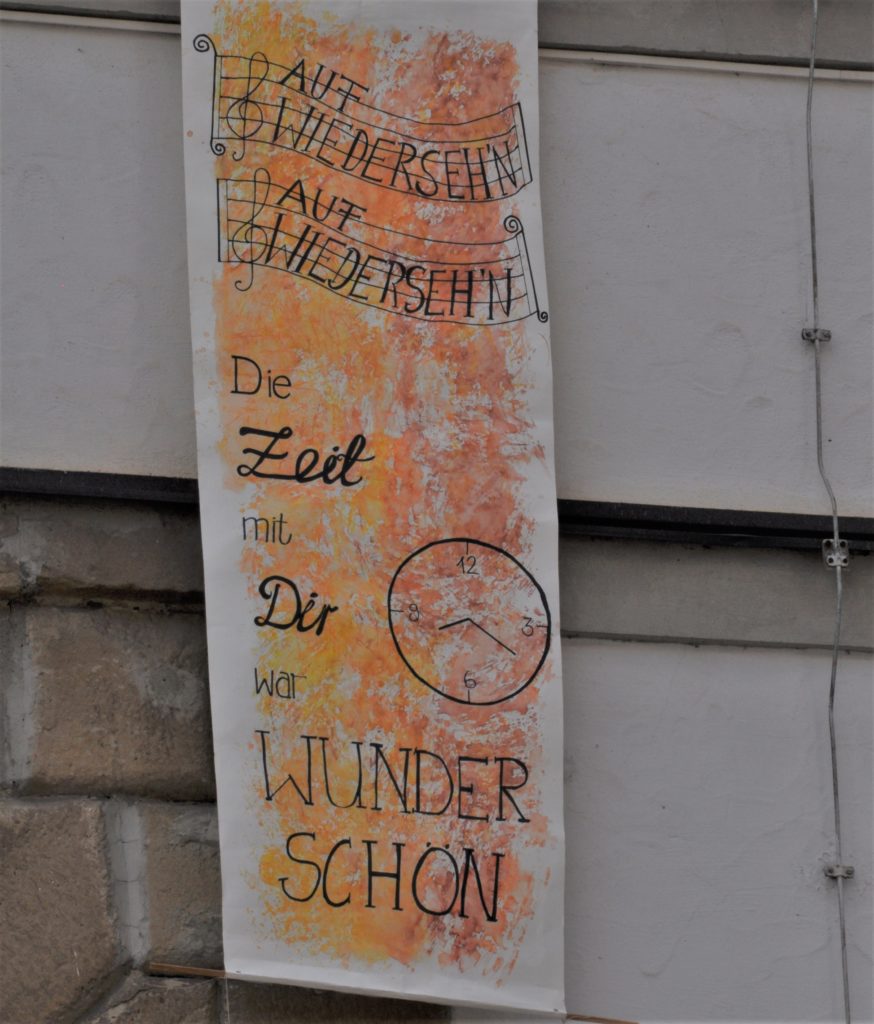 AUF
WIEDERSEH'N
AUF
WIEDERSEH'N
Die
Zeit
mit
Dir
war
12
9
3
6
WUNDER
SCHÖN